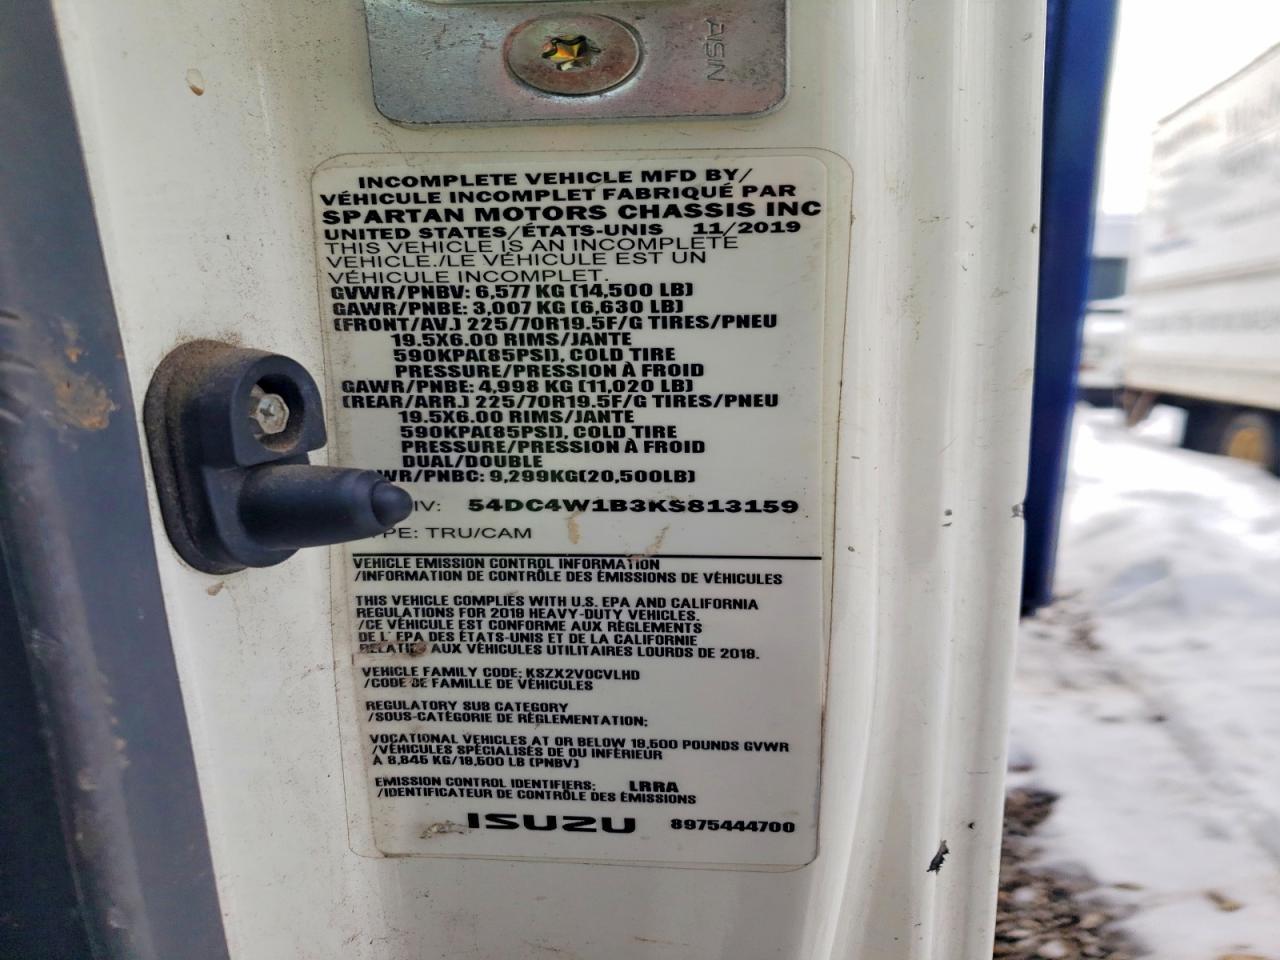 AISIN
INCOMPLETE VEHICLE MFD BY/
VÉHICULE INCOMPLET FABRIQUÉ PAR
SPARTAN MOTORS CHASSIS INC
UNITED STATES/ÉTATS-UNIS 11/2019
THIS VEHICLE IS AN INCOMPLETE
VEHICLE./LE VÉHICULE EST UN
VÉHICULE INCOMPLET.
GVWR/PNBV: 6,577 KG (14,500 LB)
GAWR/PNBE: 3,007 KG (6,630 LB)
(FRONT/AV.) 225/70R19.5F/G TIRES/PNEU
19.5X6.00 RIMS/JANTE
590KPA(85PSI), COLD TIRE
PRESSURE/PRESSION À FROID
GAWR/PNBE: 4,998 KG (11,020 LB)
(REAR/ARR.) 225/70R19.5F/G TIRES/PNEU
19.5X6.00 RIMS/JANTE
590KPA(85PSI), COLD TIRE
PRESSURE/PRESSION À FROID
DUAL/DOUBLE
WR/PNBC: 9,299KG(20,500LB)
IV: 54DC4W1B3KS813159
PE: TRU/CAM
VEHICLE EMISSION CONTROL INFORMATION
/INFORMATION DE CONTRÔLE DES ÉMISSIONS DE VÉHICULES
THIS VEHICLE COMPLIES WITH U.S. EPA AND CALIFORNIA
REGULATIONS FOR 2019 HEAVY-DUTY VEHICLES.
/CE VÉHICULE EST CONFORME AUX RÈGLEMENTS
DE L' EPA DES ÉTATS-UNIS ET DE LA CALIFORNIE
RELATIF AUX VÉHICULES UTILITAIRES LOURDS DE 2019.
VEHICLE FAMILY CODE: KSZX2VOCVLHD
/CODE DE FAMILLE DE VÉHICULES
REGULATORY SUB CATEGORY
/SOUS-CATÉGORIE DE RÉGLEMENTATION:
VOCATIONAL VEHICLES AT OR BELOW 19,500 POUNDS GVWR
/VÉHICULES SPÉCIALISÉS DE OU INFÉRIEUR
À 8,845 KG/19,500 LB (PNBV)
EMISSION CONTROL IDENTIFIERS: LRRA
/IDENTIFICATEUR DE CONTRÔLE DES ÉMISSIONS
ISUZU 8975444700